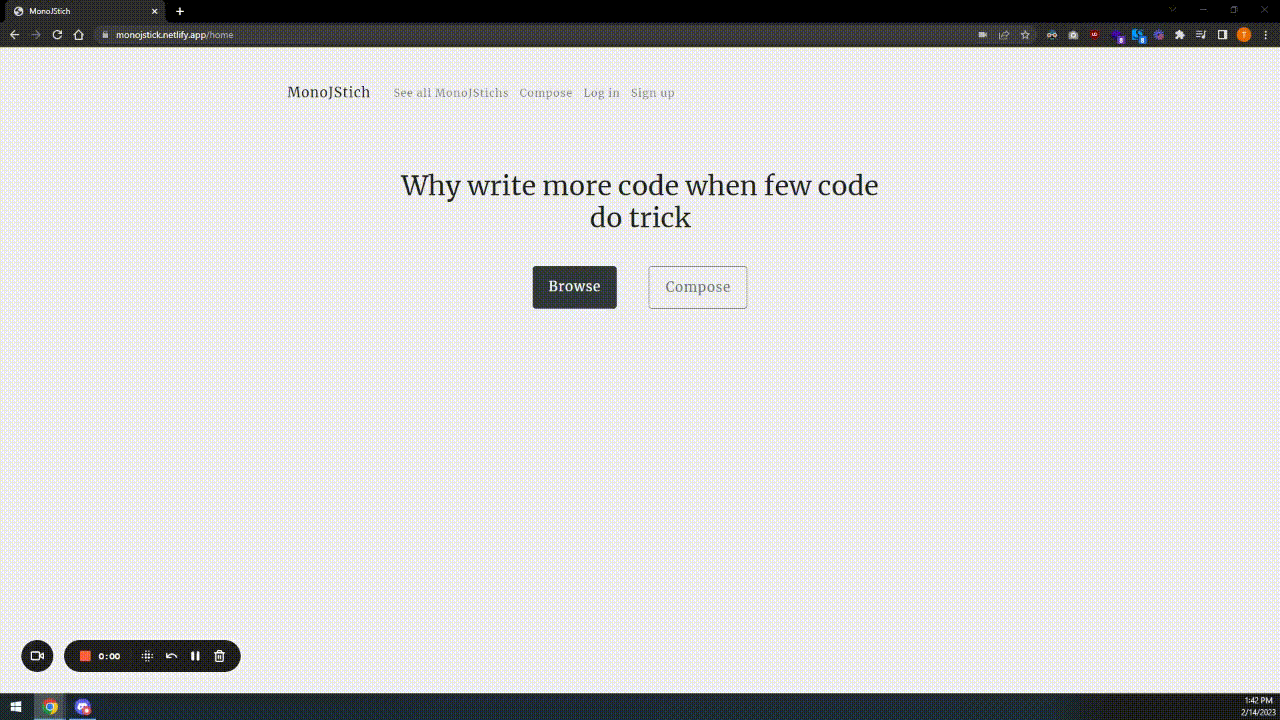 MonoJStich
monojstick.netlify.app/home
MonoJStich See all MonoJStichs Compose Log in Sign up
Why write more code when few code
do trick
Browse Compose
0:00
1:42 PM
2/14/2023